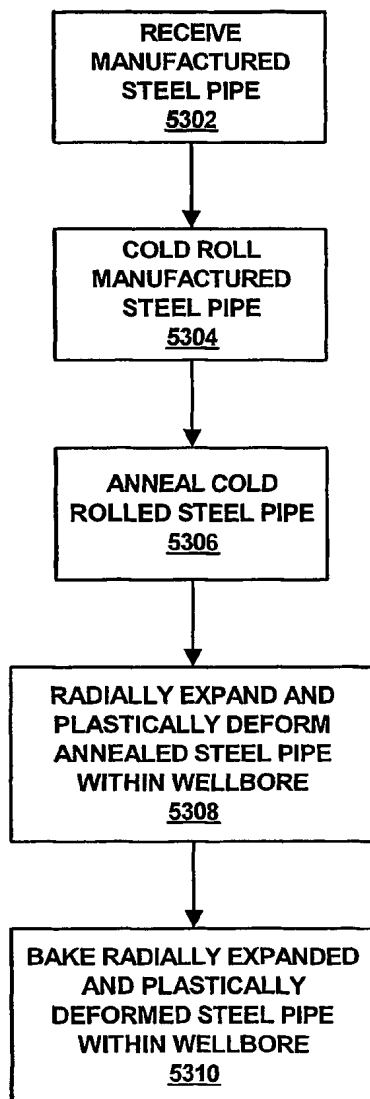 RECEIVE
MANUFACTURED
STEEL PIPE
5302
COLD ROLL
MANUFACTURED
STEEL PIPE
5304
ANNEAL COLD
ROLLED STEEL PIPE
5306
RADIALLY EXPAND AND
PLASTICALLY DEFORM
ANNEALED STEEL PIPE
WITHIN WELLBORE
5308
BAKE RADIALLY EXPANDED
AND PLASTICALLY
DEFORMED STEEL PIPE
WITHIN WELLBORE
5310